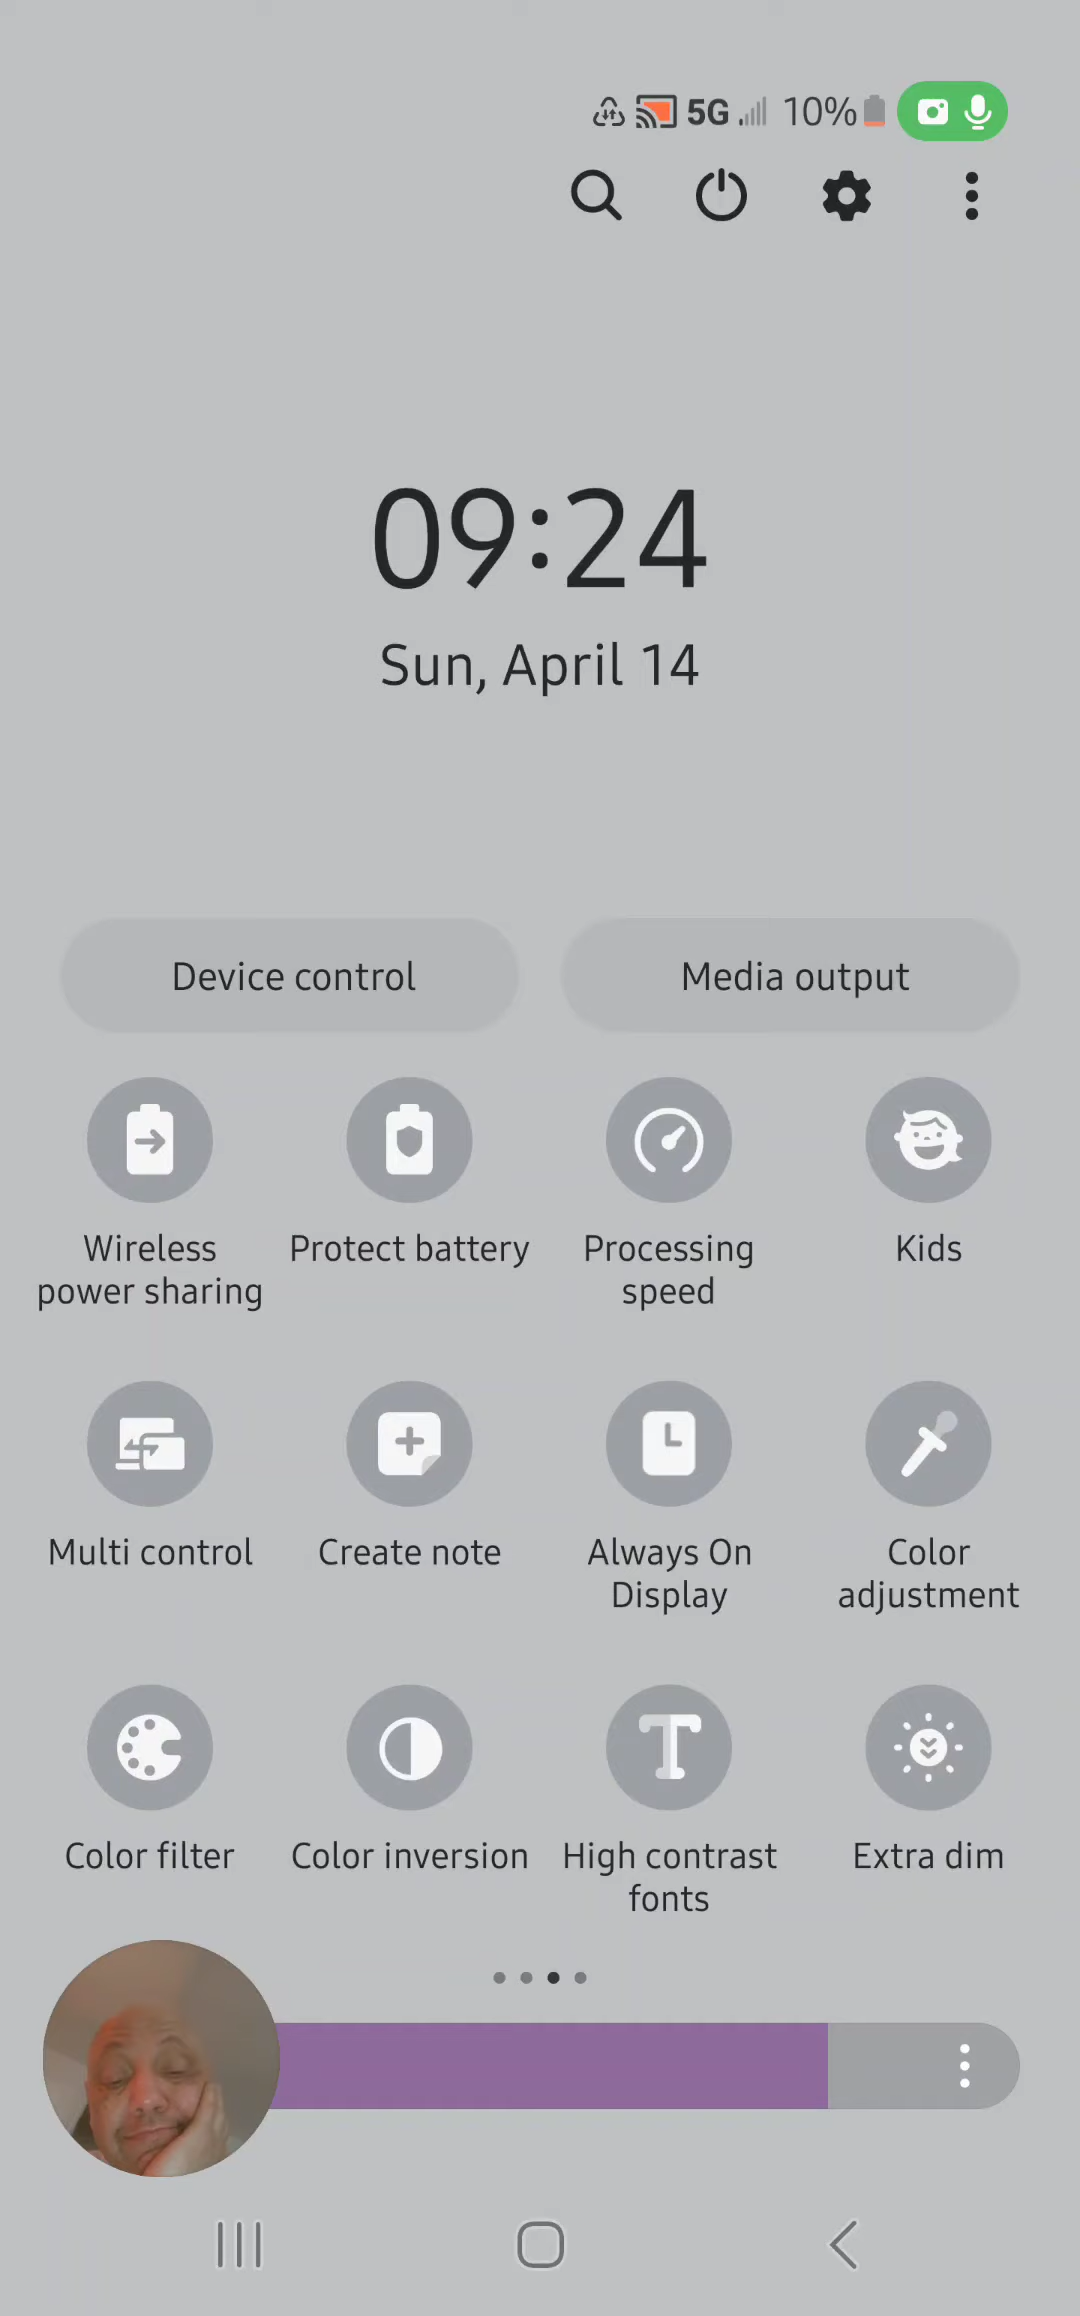 5G 10%
09:24
Sun, April 14
Device control Media output
Wireless
power sharing
Protect battery
Processing
speed
Kids
Multi control
Create note
Always On
Display
Color
adjustment
Color filter
Color inversion
High contrast
fonts
Extra dim